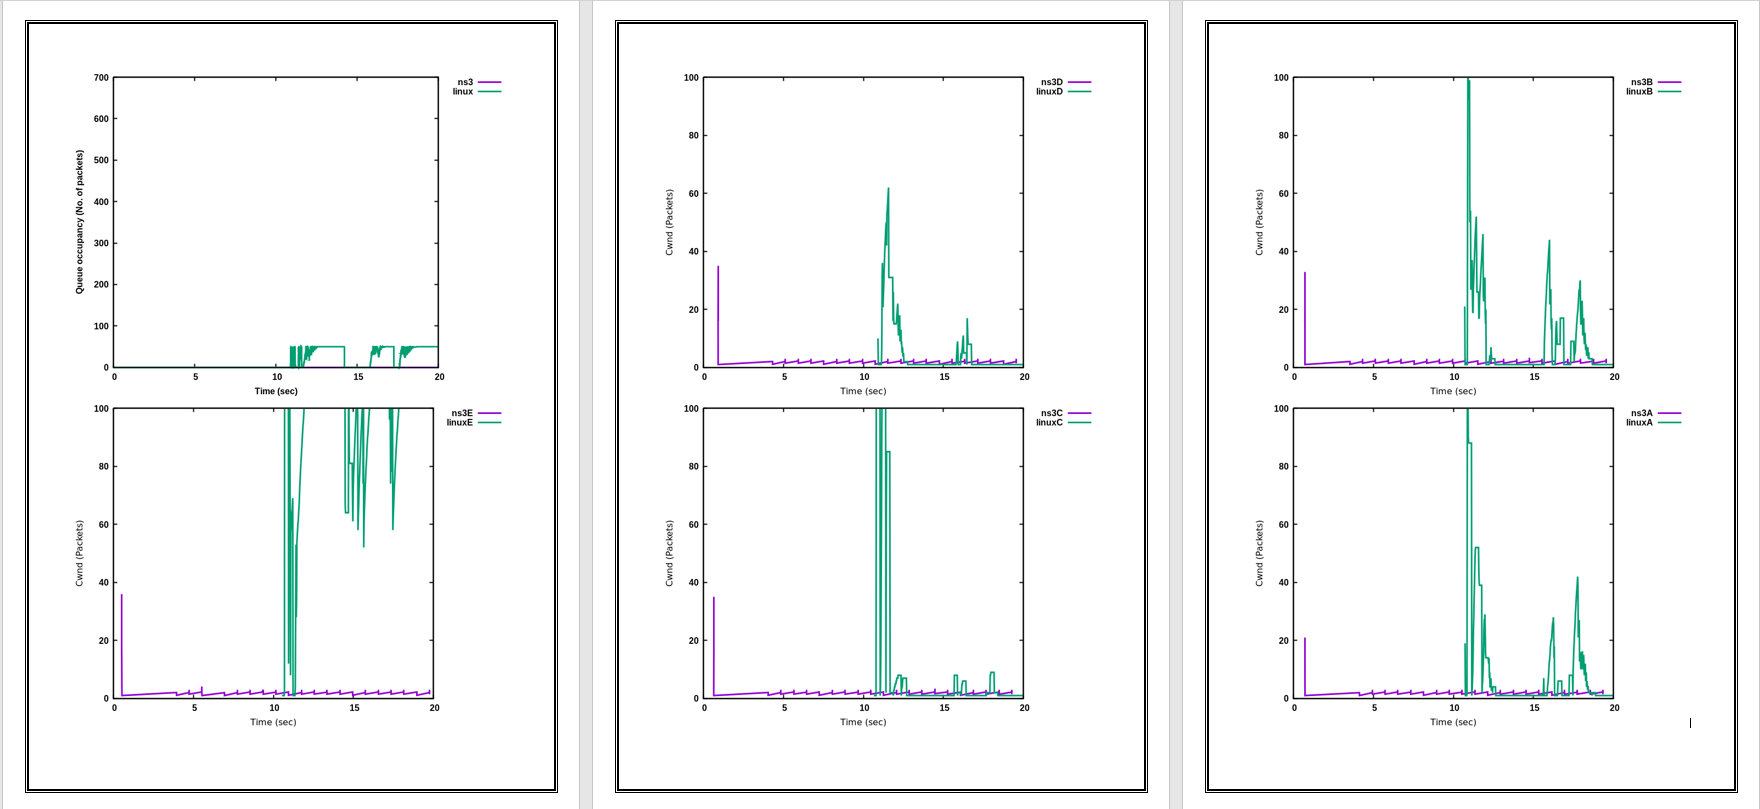 ns3
linux
700
600
500
400
300
200
100
0
Queue occupancy (No. of packets)
0 5 10 15 20
Time (sec)
ns3E
linuxE
100
80
60
40
20
0
Cwnd (Packets)
0 5 10 15 20
Time (sec)
ns3D
linuxD
100
80
60
40
20
0
Cwnd (Packets)
0 5 10 15 20
Time (sec)
ns3C
linuxC
100
80
60
40
20
0
Cwnd (Packets)
0 5 10 15 20
Time (sec)
ns3B
linuxB
100
80
60
40
20
0
Cwnd (Packets)
0 5 10 15 20
Time (sec)
ns3A
linuxA
100
80
60
40
20
0
Cwnd (Packets)
0 5 10 15 20
Time (sec)